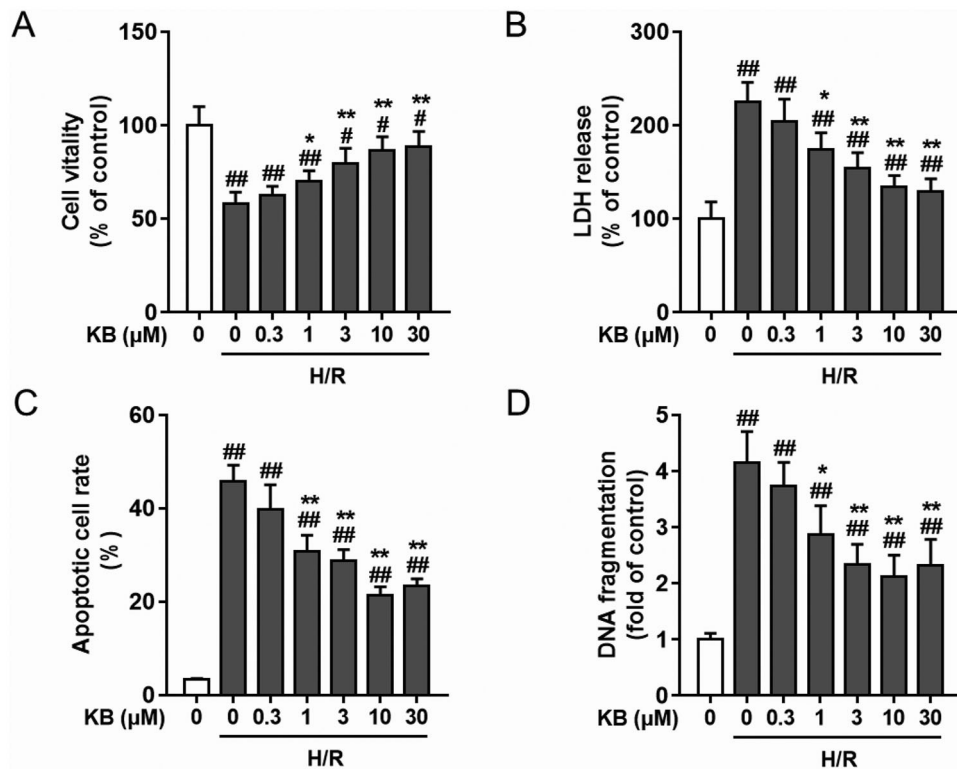 A
Cell vitality
(% of control)
150
100
50
0
##
##
*
##
**
#
**
#
**
#
KB (μM)
0 0 0.3 1 3 10 30
H/R
B
LDH release
(% of control)
300
200
100
0
##
##
*
##
**
##
**
##
**
##
KB (μM)
0 0 0.3 1 3 10 30
H/R
C
Apoptotic cell rate
(%)
60
40
20
0
##
##
**
##
**
##
**
##
**
##
KB (μM)
0 0 0.3 1 3 10 30
H/R
D
DNA fragmentation
(fold of control)
5
4
3
2
1
0
##
##
*
##
**
##
**
##
**
##
KB (μM)
0 0 0.3 1 3 10 30
H/R